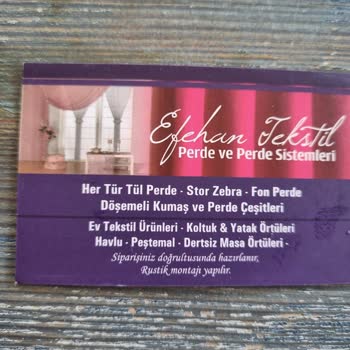 Efehan Tekstil
Perde ve Perde Sistemleri
Her Tür Tül Perde - Stor Zebra - Fon Perde
Döşemeli Kumaş ve Perde Çeşitleri
Ev Tekstil Ürünleri - Koltuk & Yatak Örtüleri
Havlu - Peştemal - Dertsiz Masa Örtüleri -
Siparişiniz doğrultusunda hazırlanır,
Rustik montajı yapılır.